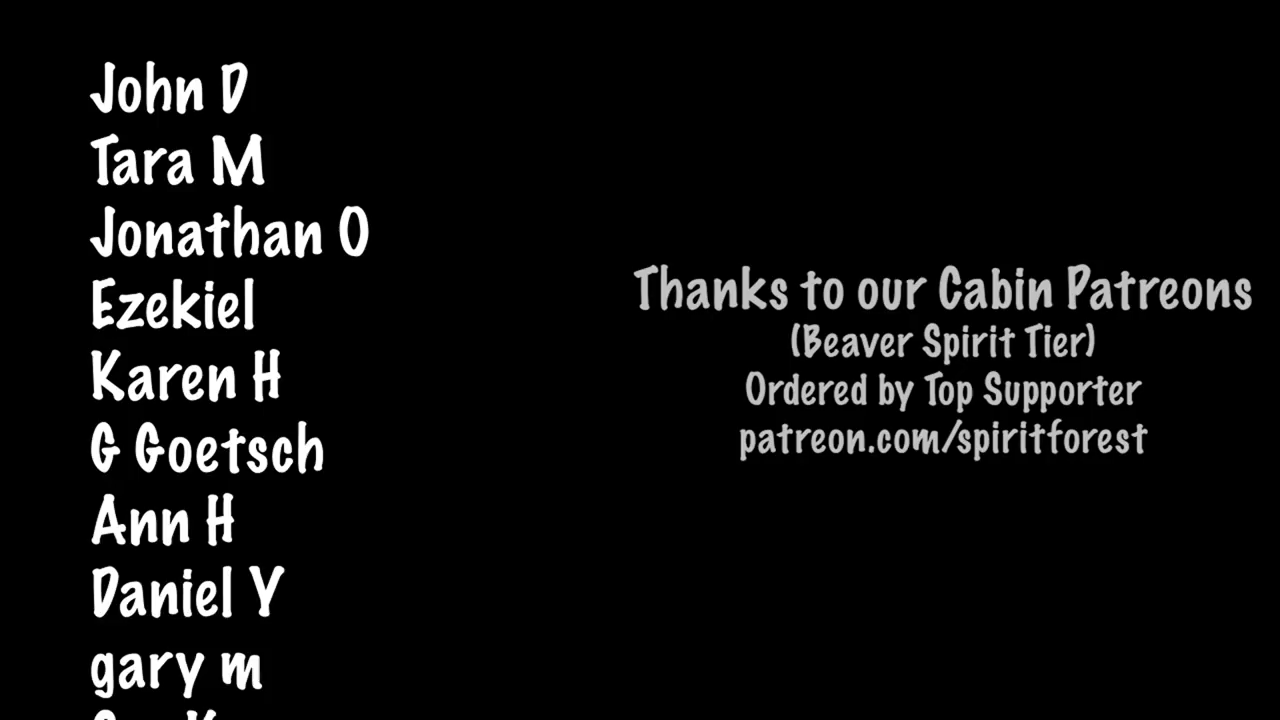 John D
Tara M
Jonathan O
Ezekiel
Karen H
G Goetsch
Ann H
Daniel Y
gary m
Thanks to our Cabin Patreons
(Beaver Spirit Tier)
Ordered by Top Supporter
patreon.com/spiritforest